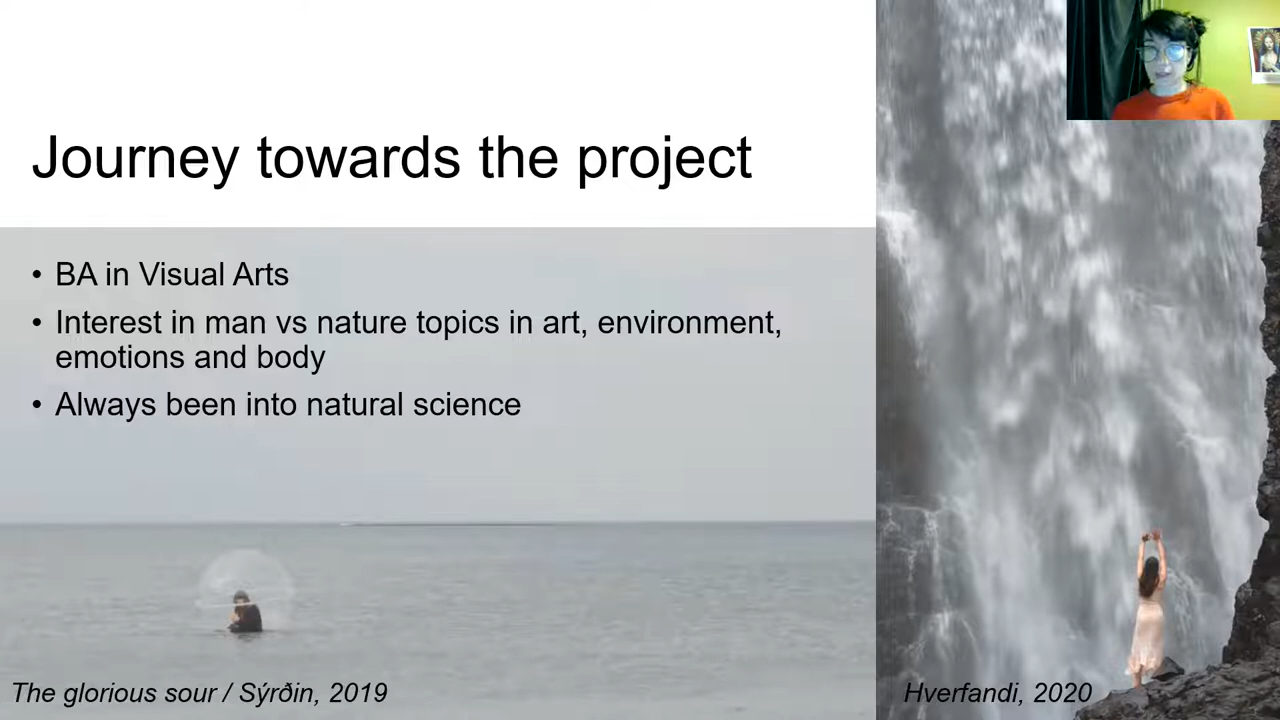 Journey towards the project
• BA in Visual Arts
• Interest in man vs nature topics in art, environment,
emotions and body
• Always been into natural science
The glorious sour / Sýrðin, 2019
Hverfandi, 2020